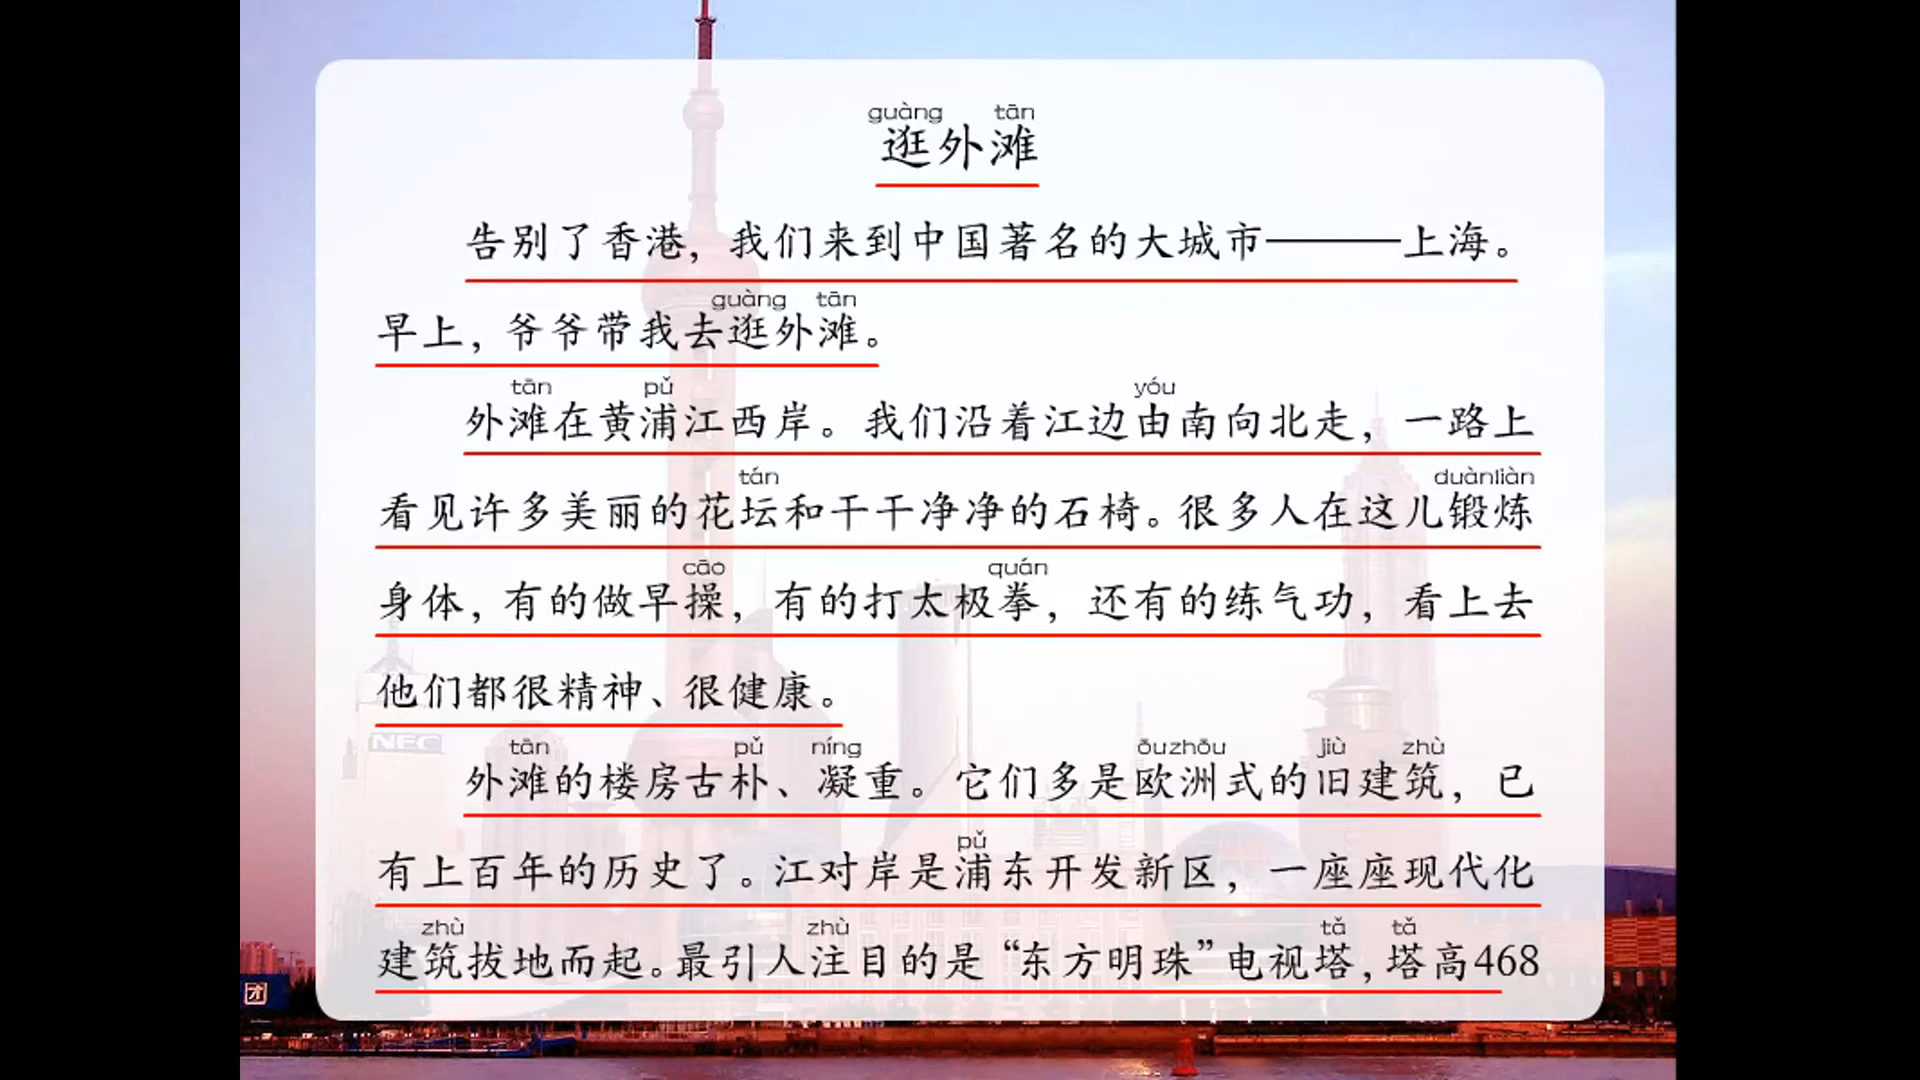 guàng tān
逛外滩
告别了香港，我们来到中国著名的大城市———上海。
guàng tān
早上，爷爷带我去逛外滩。
tān pǔ yóu
外滩在黄浦江西岸。我们沿着江边由南向北走，一路上
tán duànliàn
看见许多美丽的花坛和干干净净的石椅。很多人在这儿锻炼
cāo quán
身体，有的做早操，有的打太极拳，还有的练气功，看上去
他们都很精神、很健康。
tān pǔ níng ōuzhōu jiù zhù
外滩的楼房古朴、凝重。它们多是欧洲式的旧建筑，已
pǔ
有上百年的历史了。江对岸是浦东开发新区，一座座现代化
zhù zhù tǎ tǎ
建筑拔地而起。最引人注目的是“东方明珠”电视塔，塔高468
NEC